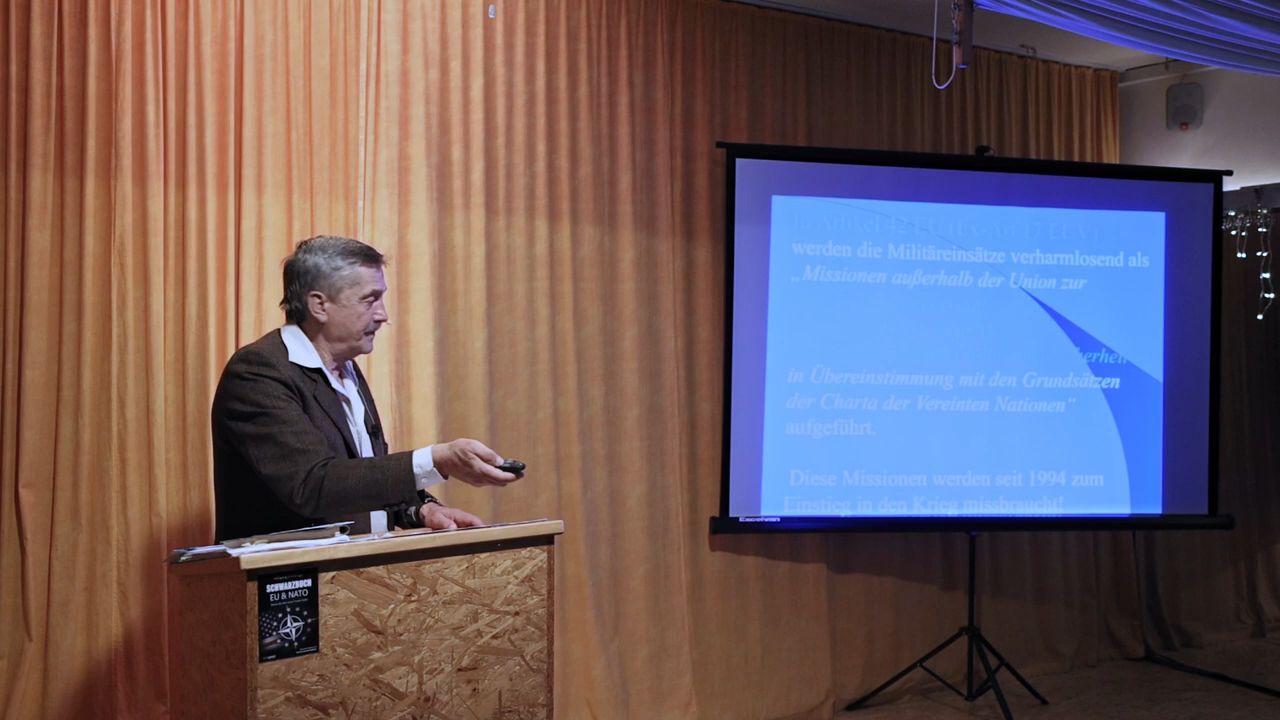 werden die Militäreinsätze verharmlosend als
„Missionen außerhalb der Union zur
in Übereinstimmung mit den Grundsätzen
der Charta der Vereinten Nationen“
aufgeführt.
Diese Missionen werden seit 1994 zum
Einstieg in den Krieg missbraucht!
SCHWARZBUCH
EU & NATO